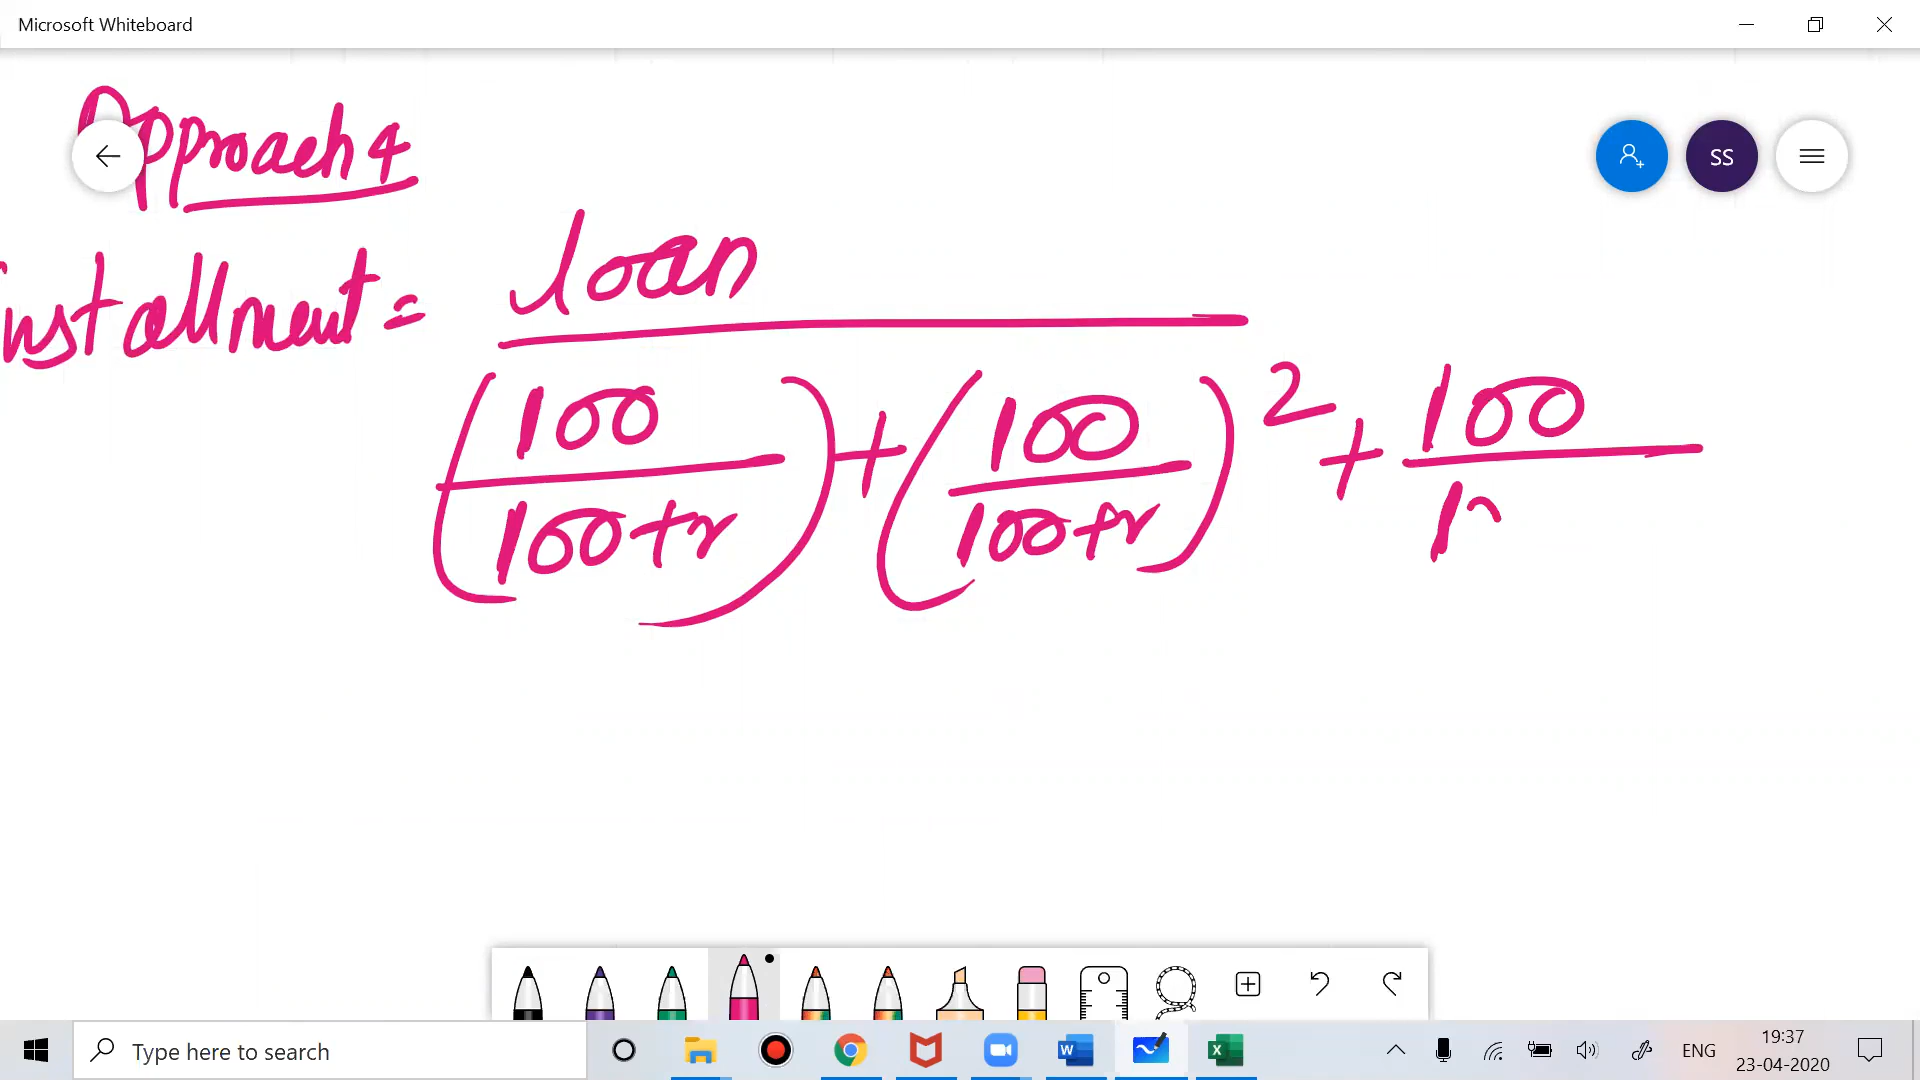 Microsoft Whiteboard
Approach 4
SS
installment = loan
(100 / 100+r) + (100 / 100+r)² + 100 / 1
Type here to search
ENG
19:37
23-04-2020